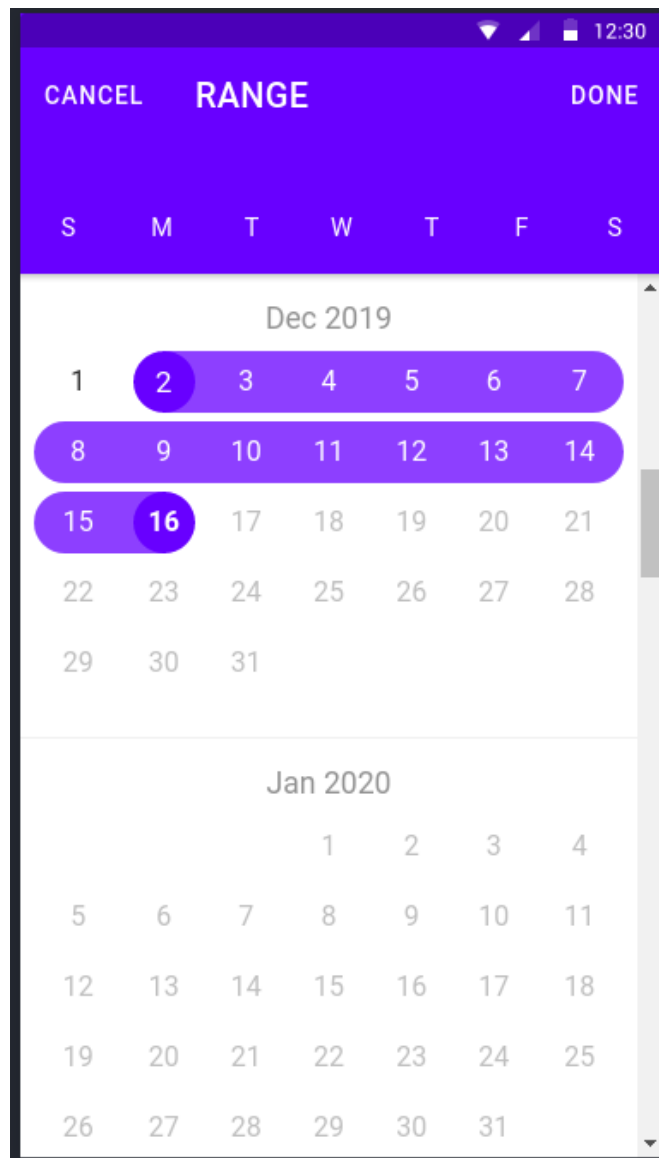 12:30
CANCEL RANGE DONE
S M T W T F S
Dec 2019
1 2 3 4 5 6 7
8 9 10 11 12 13 14
15 16 17 18 19 20 21
22 23 24 25 26 27 28
29 30 31
Jan 2020
1 2 3 4
5 6 7 8 9 10 11
12 13 14 15 16 17 18
19 20 21 22 23 24 25
26 27 28 29 30 31